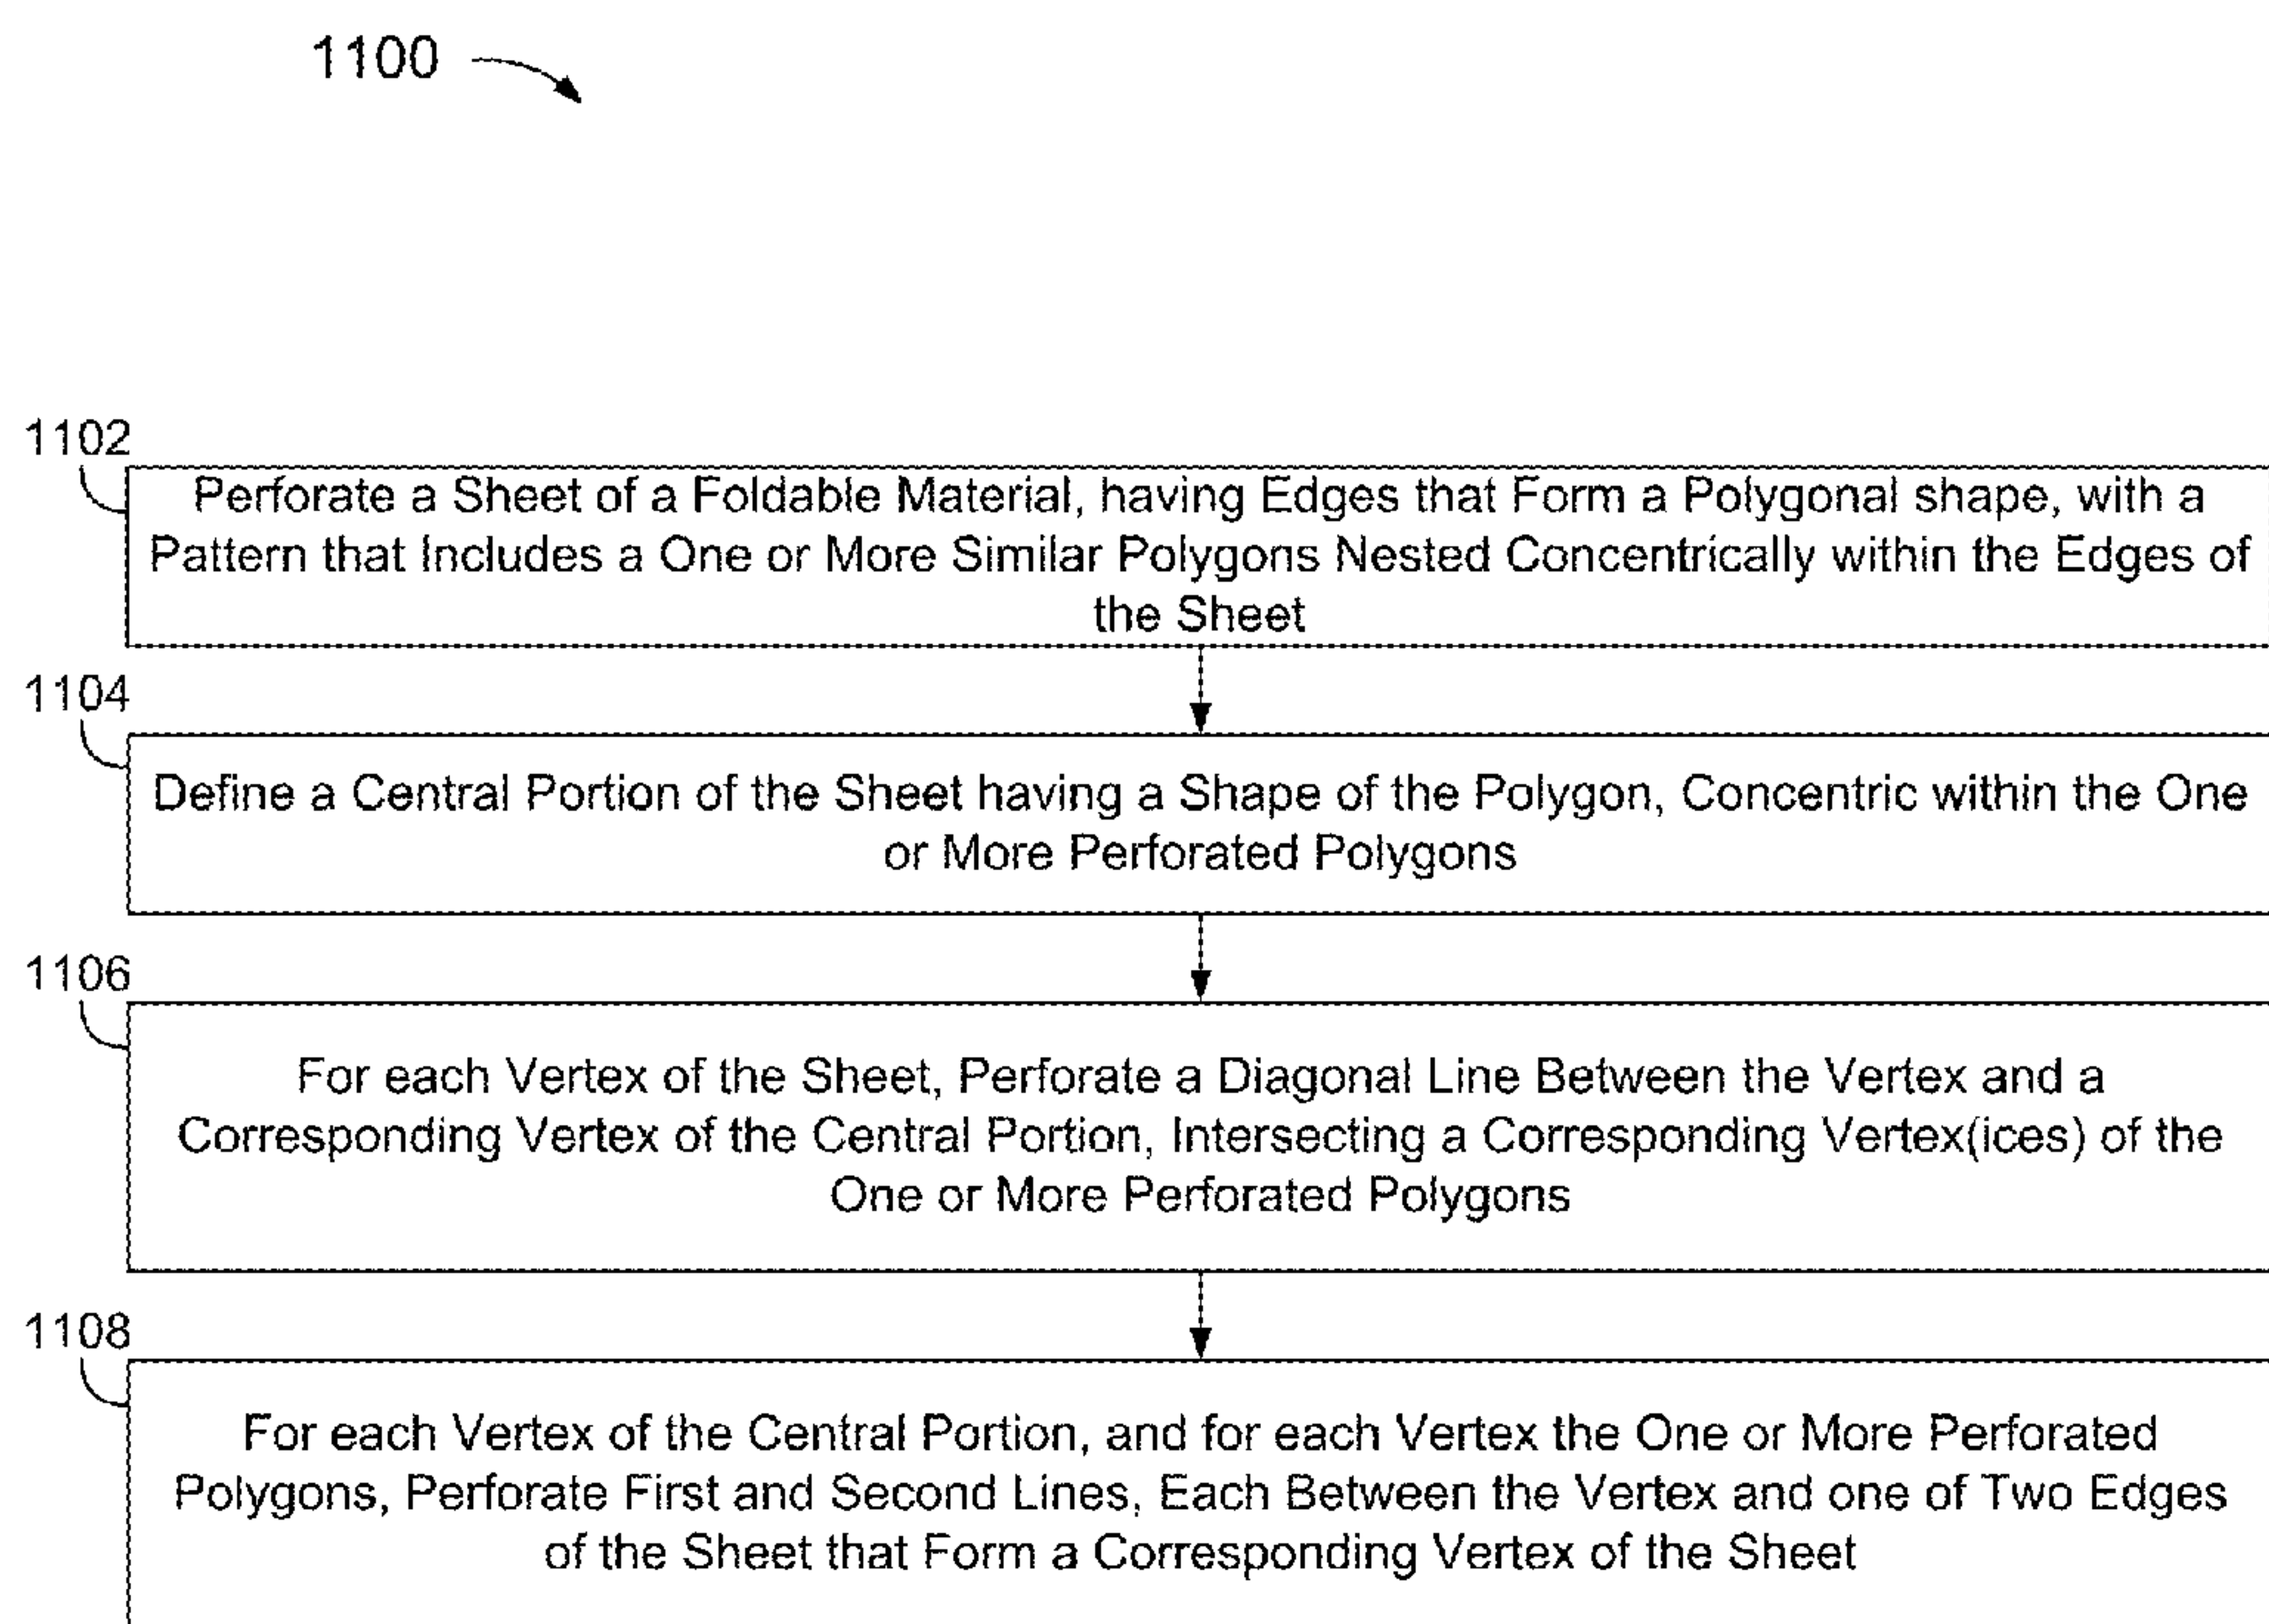 1100
1102
Perforate a Sheet of a Foldable Material, having Edges that Form a Polygonal shape, with a
Pattern that Includes a One or More Similar Polygons Nested Concentrically within the Edges of
the Sheet
1104
Define a Central Portion of the Sheet having a Shape of the Polygon, Concentric within the One
or More Perforated Polygons
1106
For each Vertex of the Sheet, Perforate a Diagonal Line Between the Vertex and a
Corresponding Vertex of the Central Portion, Intersecting a Corresponding Vertex(ices) of the
One or More Perforated Polygons
1108
For each Vertex of the Central Portion, and for each Vertex the One or More Perforated
Polygons, Perforate First and Second Lines, Each Between the Vertex and one of Two Edges
of the Sheet that Form a Corresponding Vertex of the Sheet